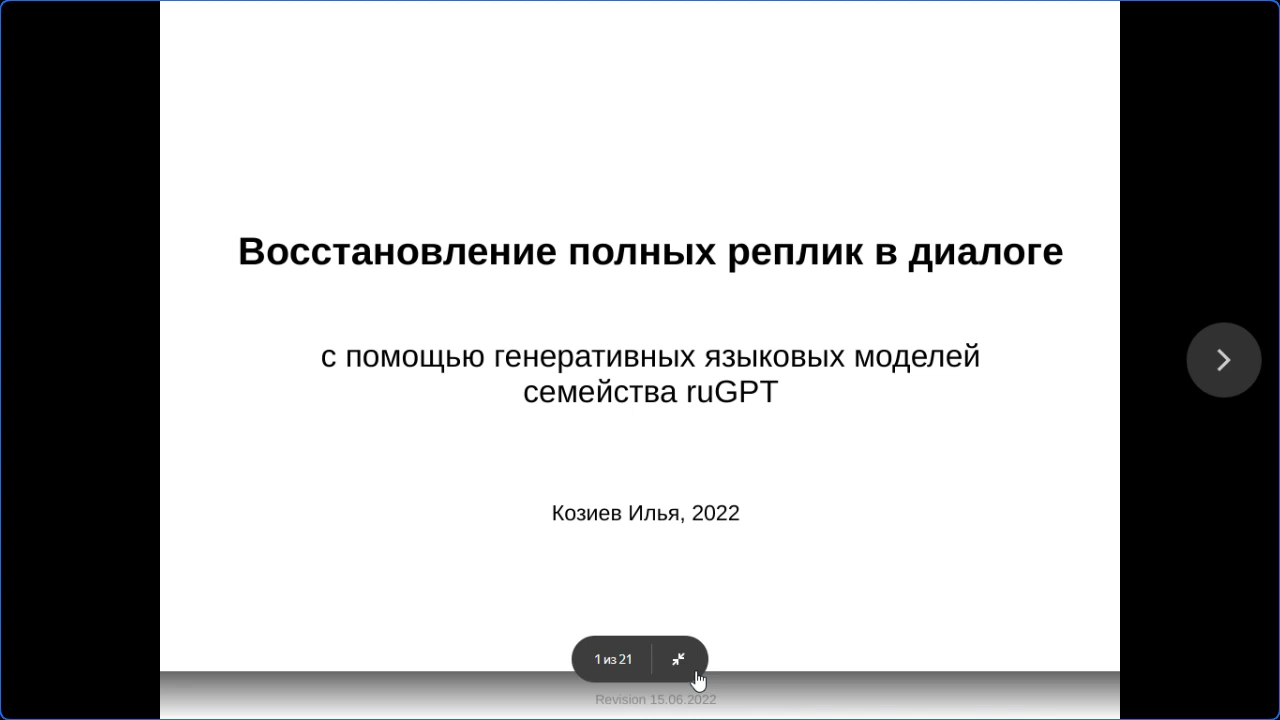 Восстановление полных реплик в диалоге
с помощью генеративных языковых моделей
семейства ruGPT
Козиев Илья, 2022
1 из 21
Revision 15.06.2022